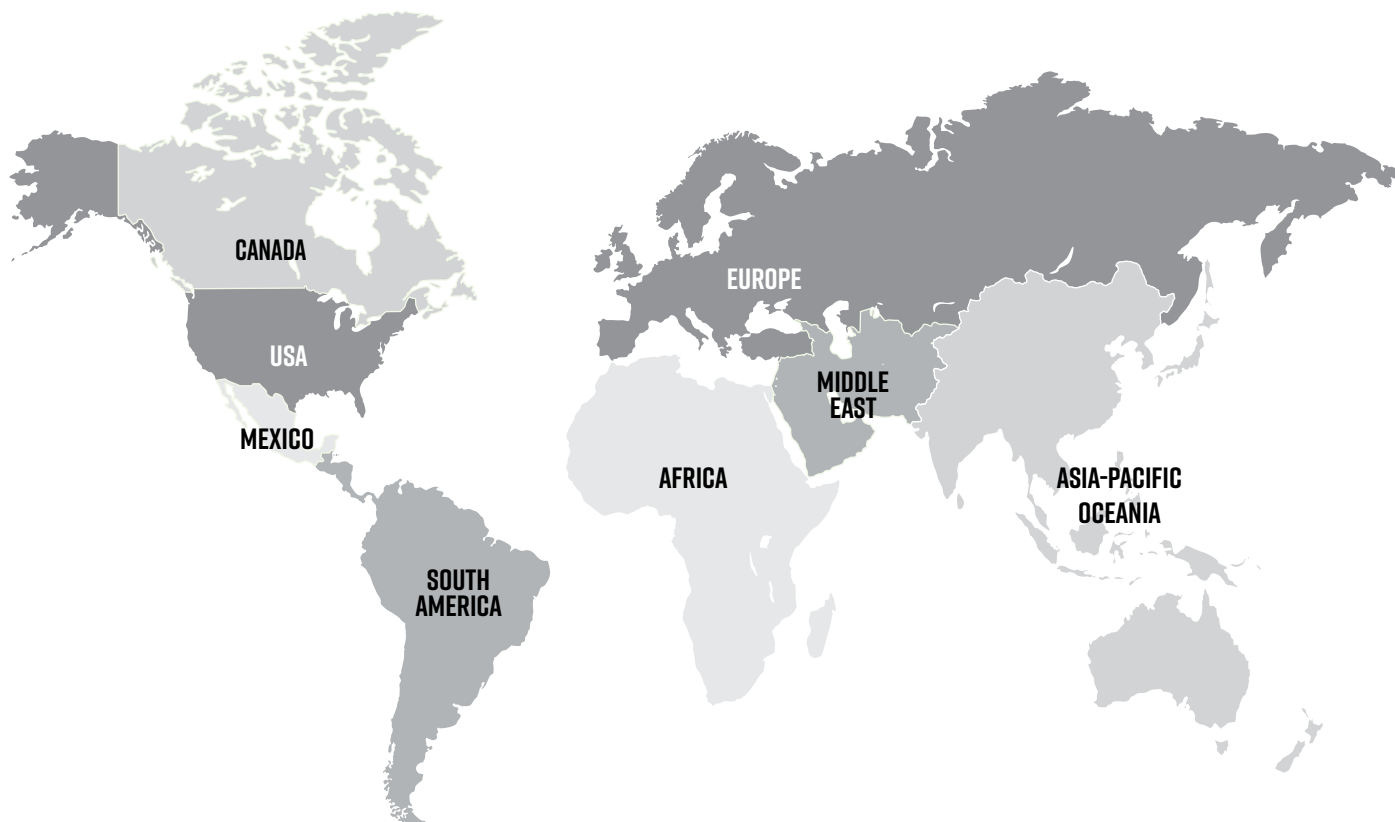 CANADA
EUROPE
USA
MIDDLE
EAST
MEXICO
AFRICA
ASIA-PACIFIC
OCEANIA
SOUTH
AMERICA